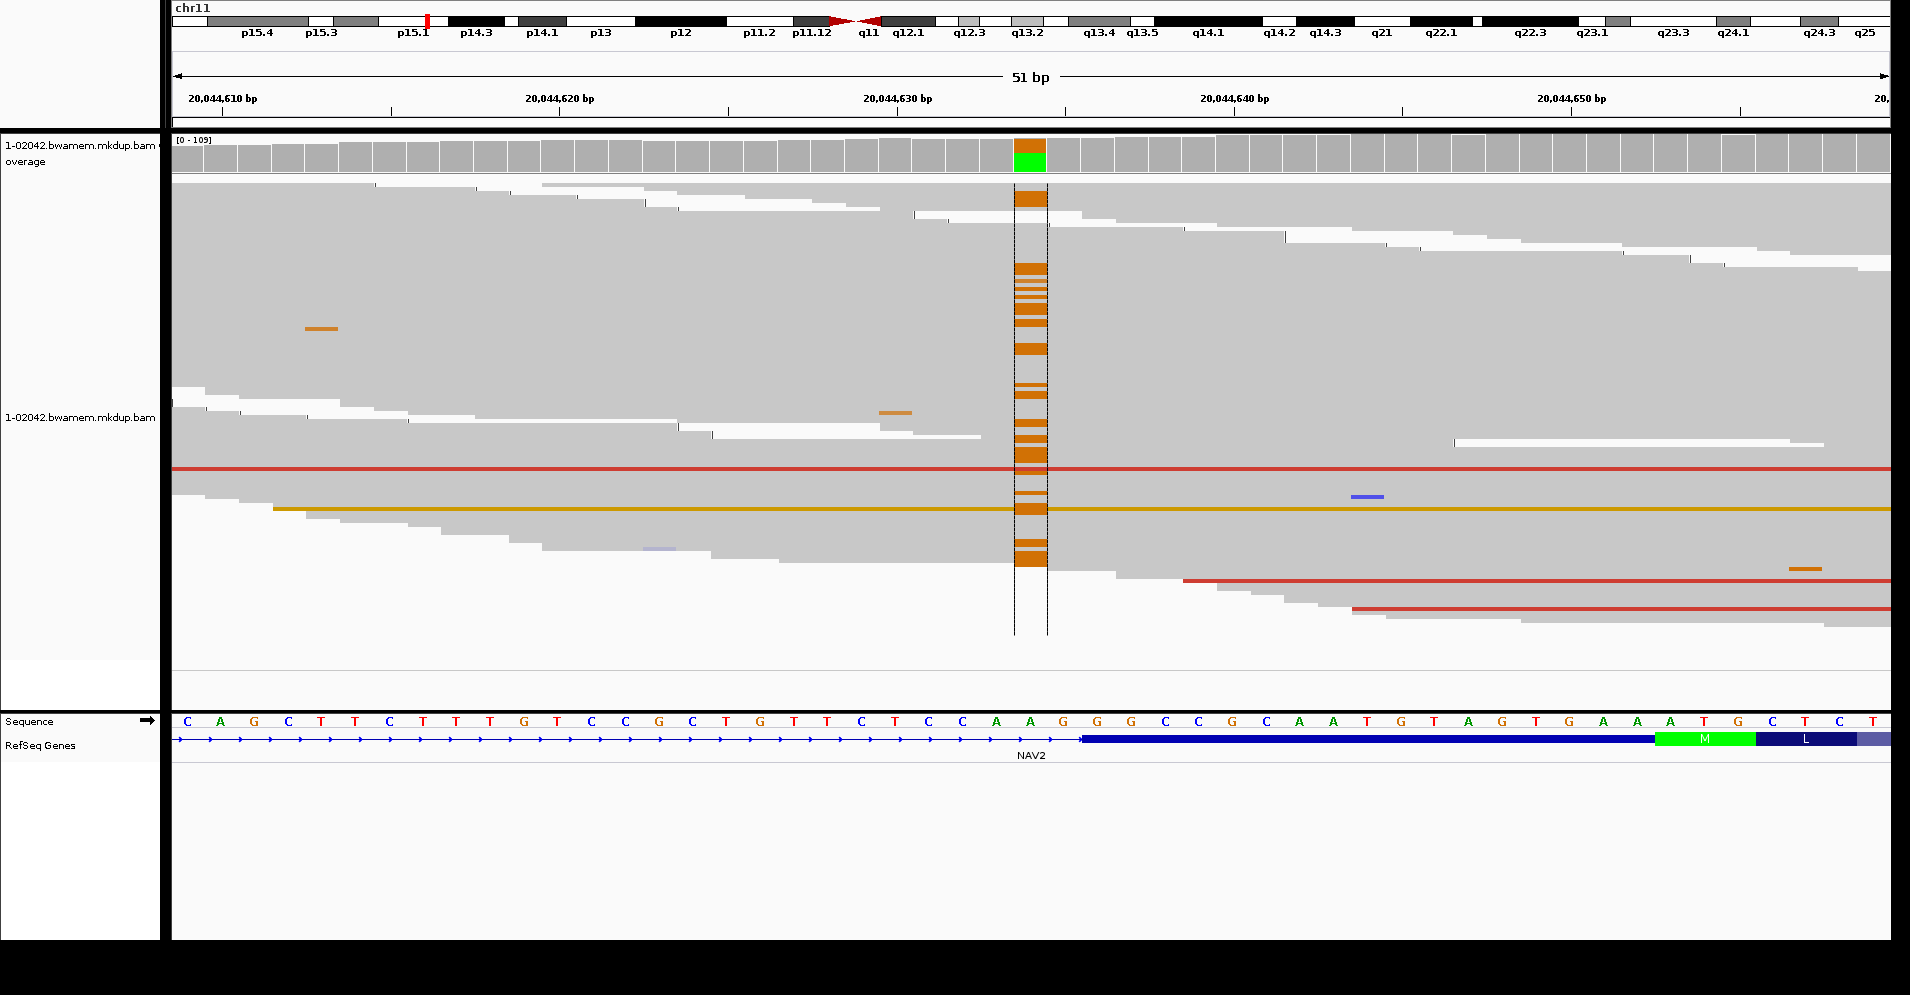 chr11
p15.4 p15.3 p15.1 p14.3 p14.1 p13 p12 p11.2 p11.12 q11 q12.1 q12.3 q13.2 q13.4 q13.5 q14.1 q14.2 q14.3 q21 q22.1 q22.3 q23.1 q23.3 q24.1 q24.3 q25
51 bp
20,044,610 bp 20,044,620 bp 20,044,630 bp 20,044,640 bp 20,044,650 bp 20,
1-02042.bwamem.mkdup.bam
overage
[0 - 109]
1-02042.bwamem.mkdup.bam
Sequence
C A G C T T C T T T G T C C G C T G T T C T C C A A G G G C C G C A A T G T A G T G A A A T G C T C T
RefSeq Genes
M L
NAV2